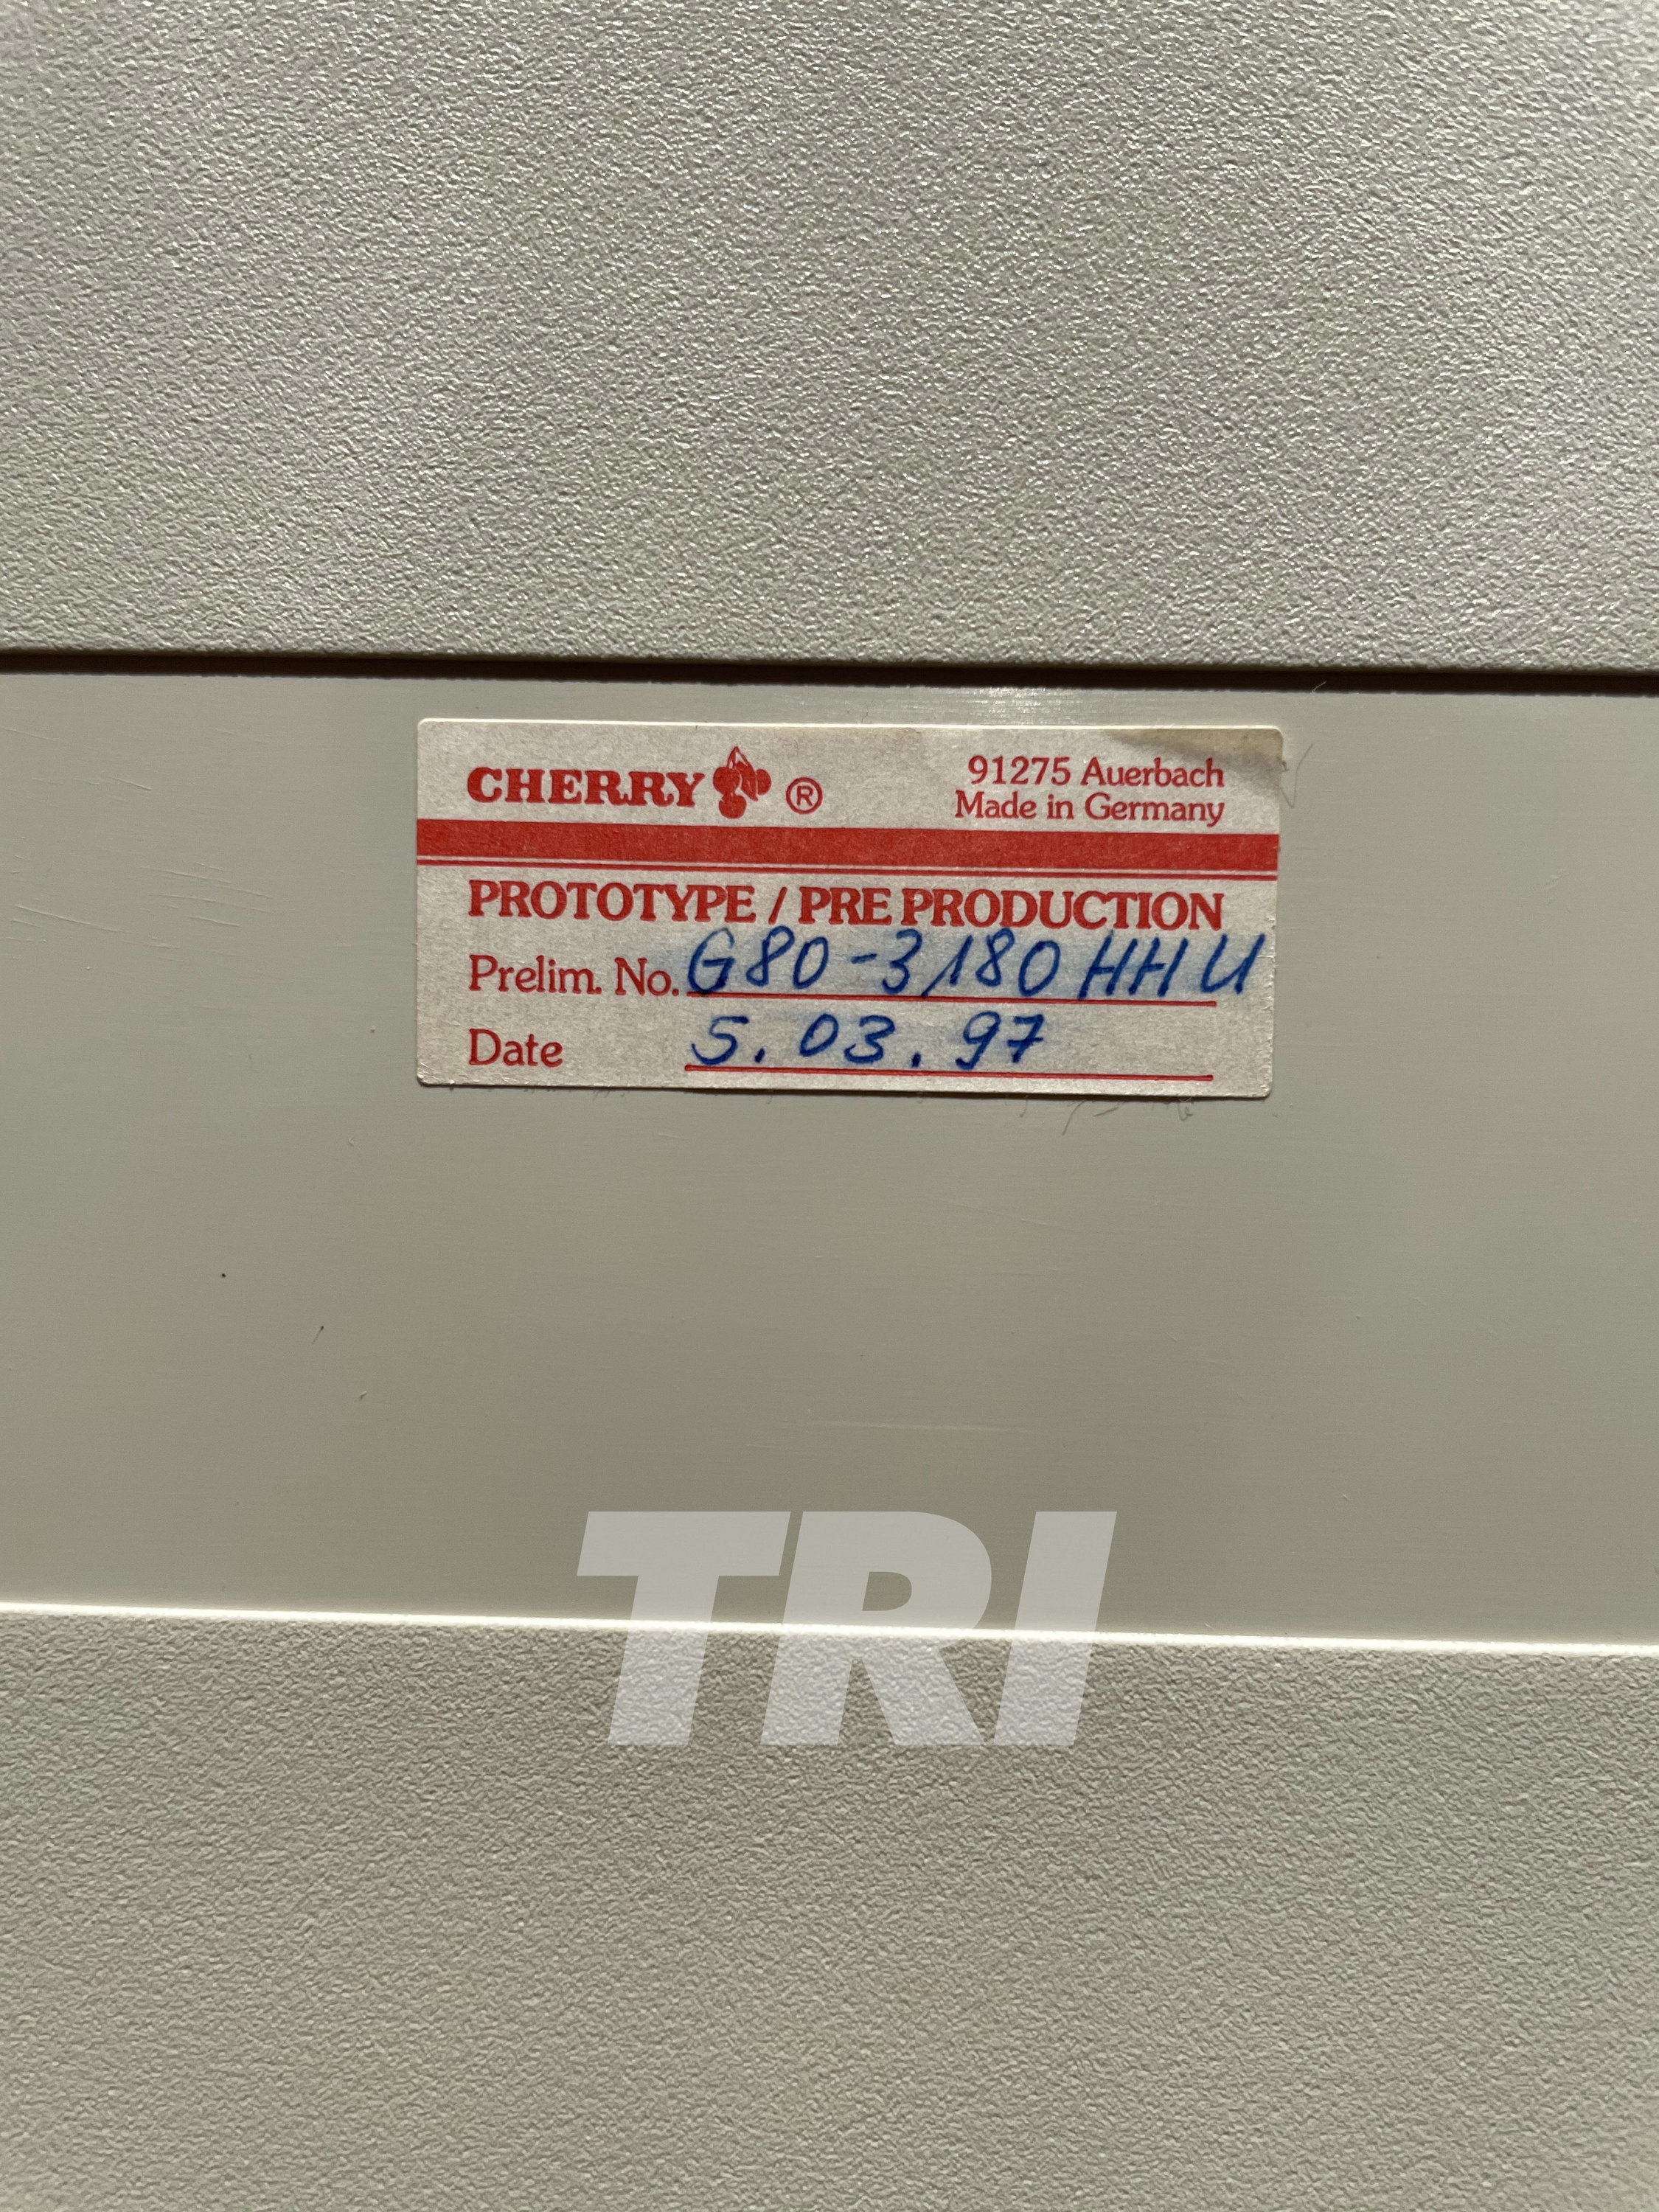 CHERRY ®
91275 Auerbach
Made in Germany
PROTOTYPE / PRE PRODUCTION
Prelim. No. G80-3180 HHU
Date 5.03.97
TRI